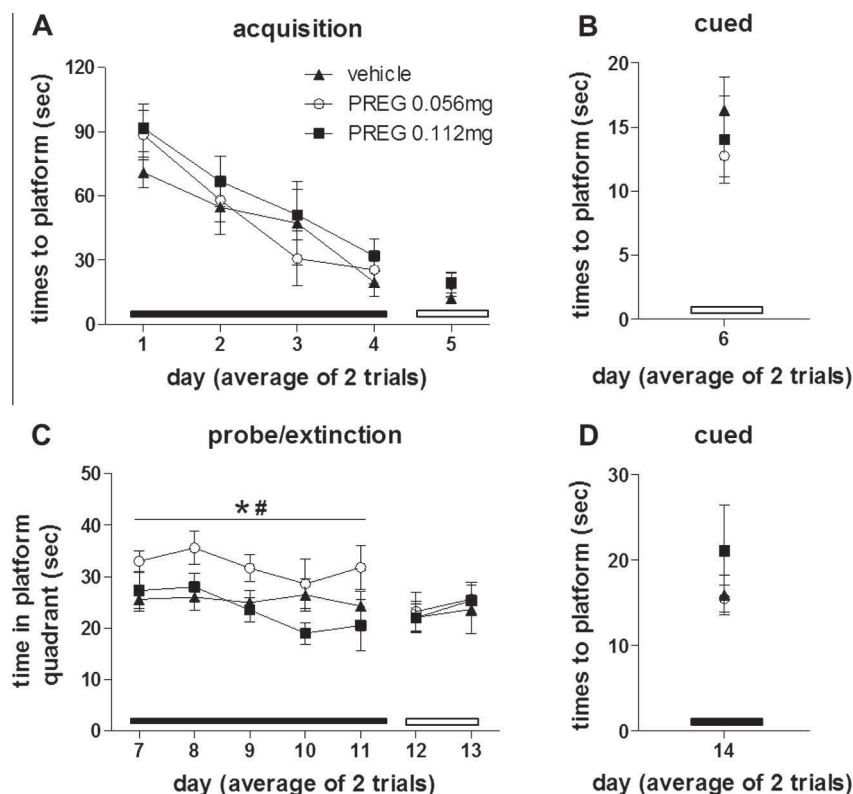 A
acquisition
vehicle
PREG 0.056mg
PREG 0.112mg
times to platform (sec)
120
90
60
30
0
1 2 3 4 5
day (average of 2 trials)
B
cued
times to platform (sec)
20
15
10
5
0
6
day (average of 2 trials)
C
probe/extinction
* #
time in platform
quadrant (sec)
50
40
30
20
10
0
7 8 9 10 11 12 13
day (average of 2 trials)
D
cued
times to platform (sec)
30
20
10
0
14
day (average of 2 trials)